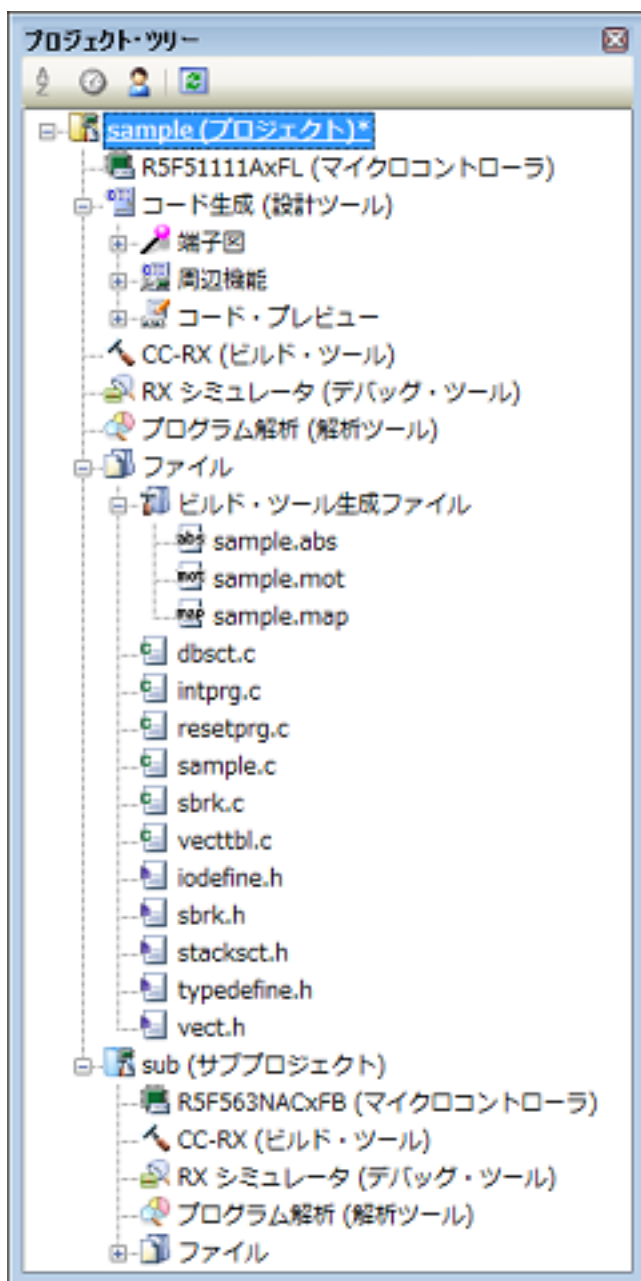 プロジェクト・ツリー
sample (プロジェクト)*
R5F51111AxFL (マイクロコントローラ)
コード生成 (設計ツール)
端子図
周辺機能
コード・プレビュー
CC-RX (ビルド・ツール)
RX シミュレータ (デバッグ・ツール)
プログラム解析 (解析ツール)
ファイル
ビルド・ツール生成ファイル
sample.abs
sample.mot
sample.map
dbsct.c
intprg.c
resetprg.c
sample.c
sbrk.c
vecttbl.c
iodefine.h
sbrk.h
stacksct.h
typedefine.h
vect.h
sub (サブプロジェクト)
R5F563NACxFB (マイクロコントローラ)
CC-RX (ビルド・ツール)
RX シミュレータ (デバッグ・ツール)
プログラム解析 (解析ツール)
ファイル